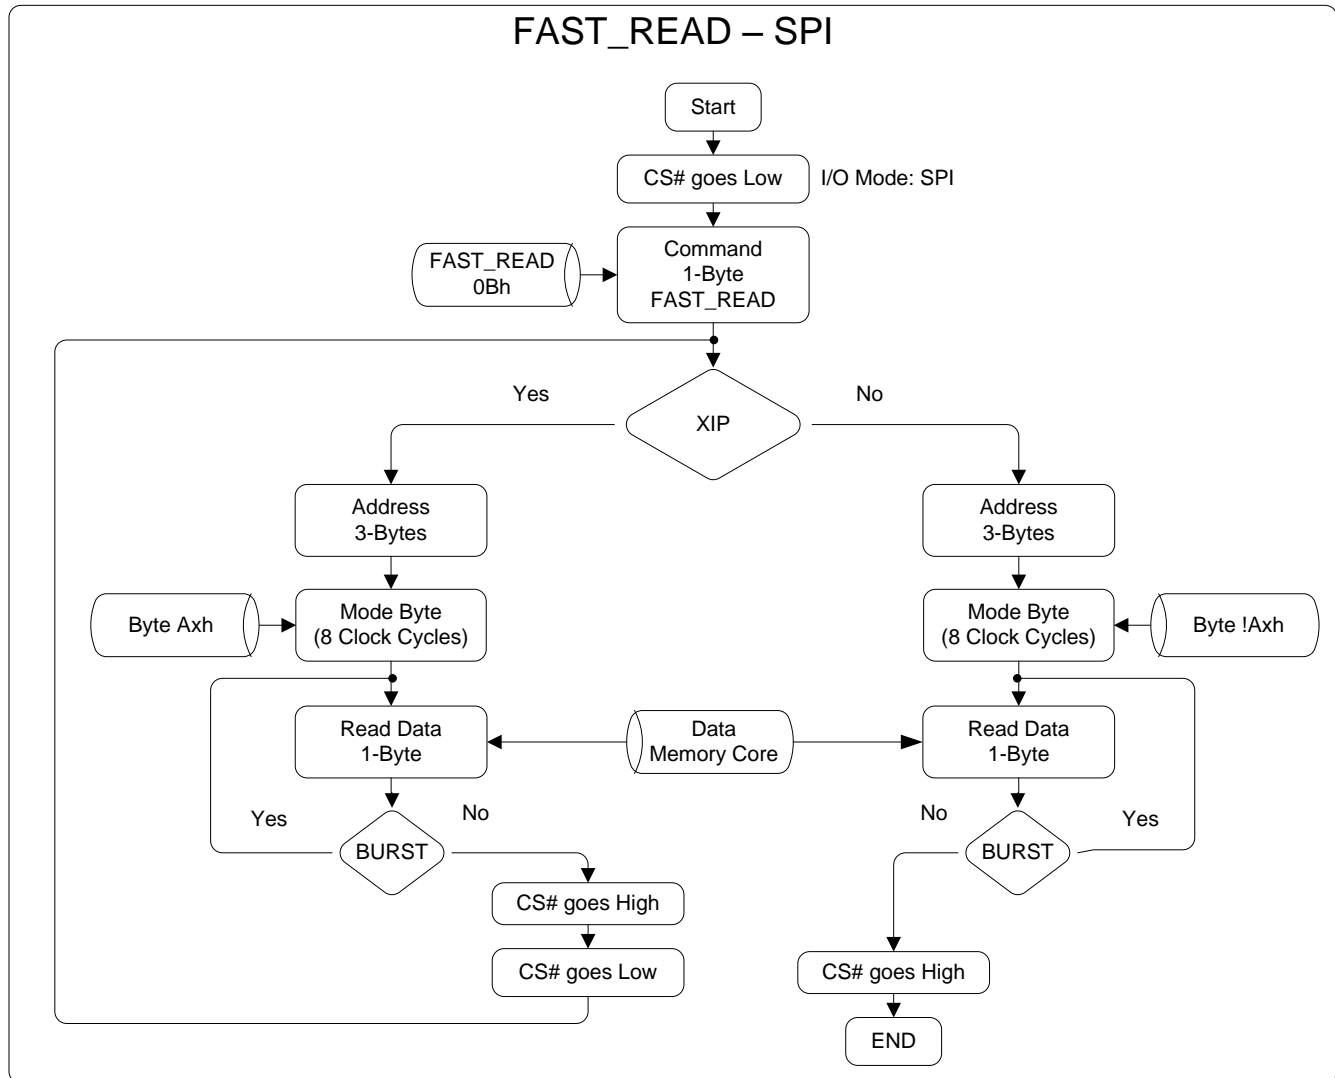 FAST_READ – SPI
Start
CS# goes Low
I/O Mode: SPI
FAST_READ
0Bh
Command
1-Byte
FAST_READ
Yes
No
XIP
Address
3-Bytes
Address
3-Bytes
Byte Axh
Mode Byte
(8 Clock Cycles)
Mode Byte
(8 Clock Cycles)
Byte !Axh
Read Data
1-Byte
Data
Memory Core
Read Data
1-Byte
Yes
No
BURST
No
Yes
BURST
CS# goes High
CS# goes Low
CS# goes High
END